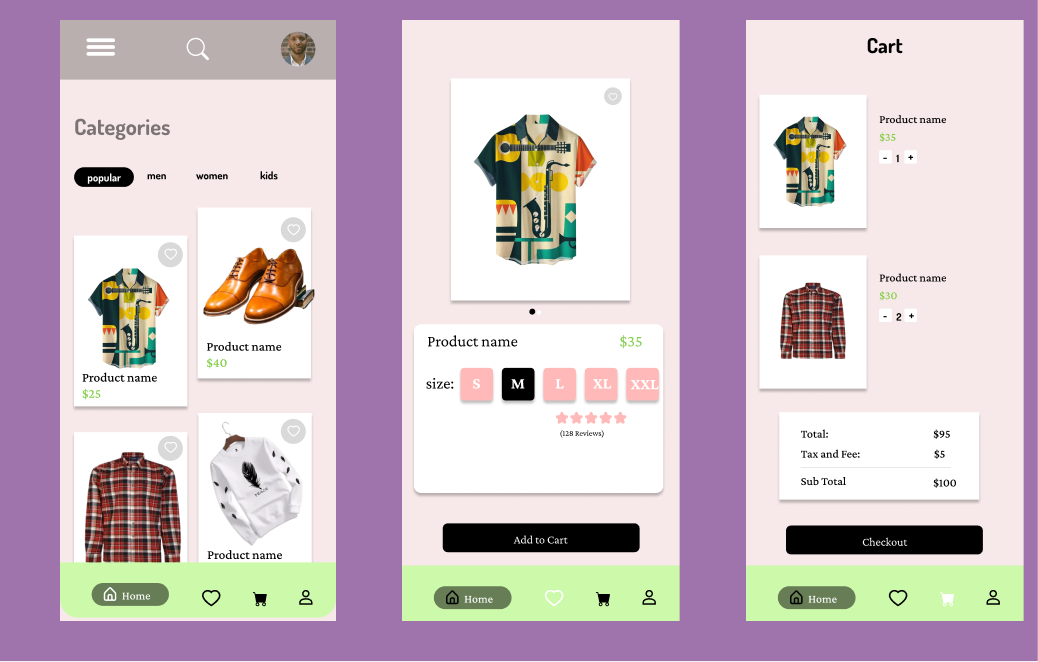 Categories
popular men women kids
Product name
$40
Product name
$25
Product name
Home
Product name $35
size: S M L XL XXL
(128 Reviews)
Add to Cart
Home
Cart
Product name
$35
- 1 +
Product name
$30
- 2 +
Total: $95
Tax and Fee: $5
Sub Total $100
Checkout
Home